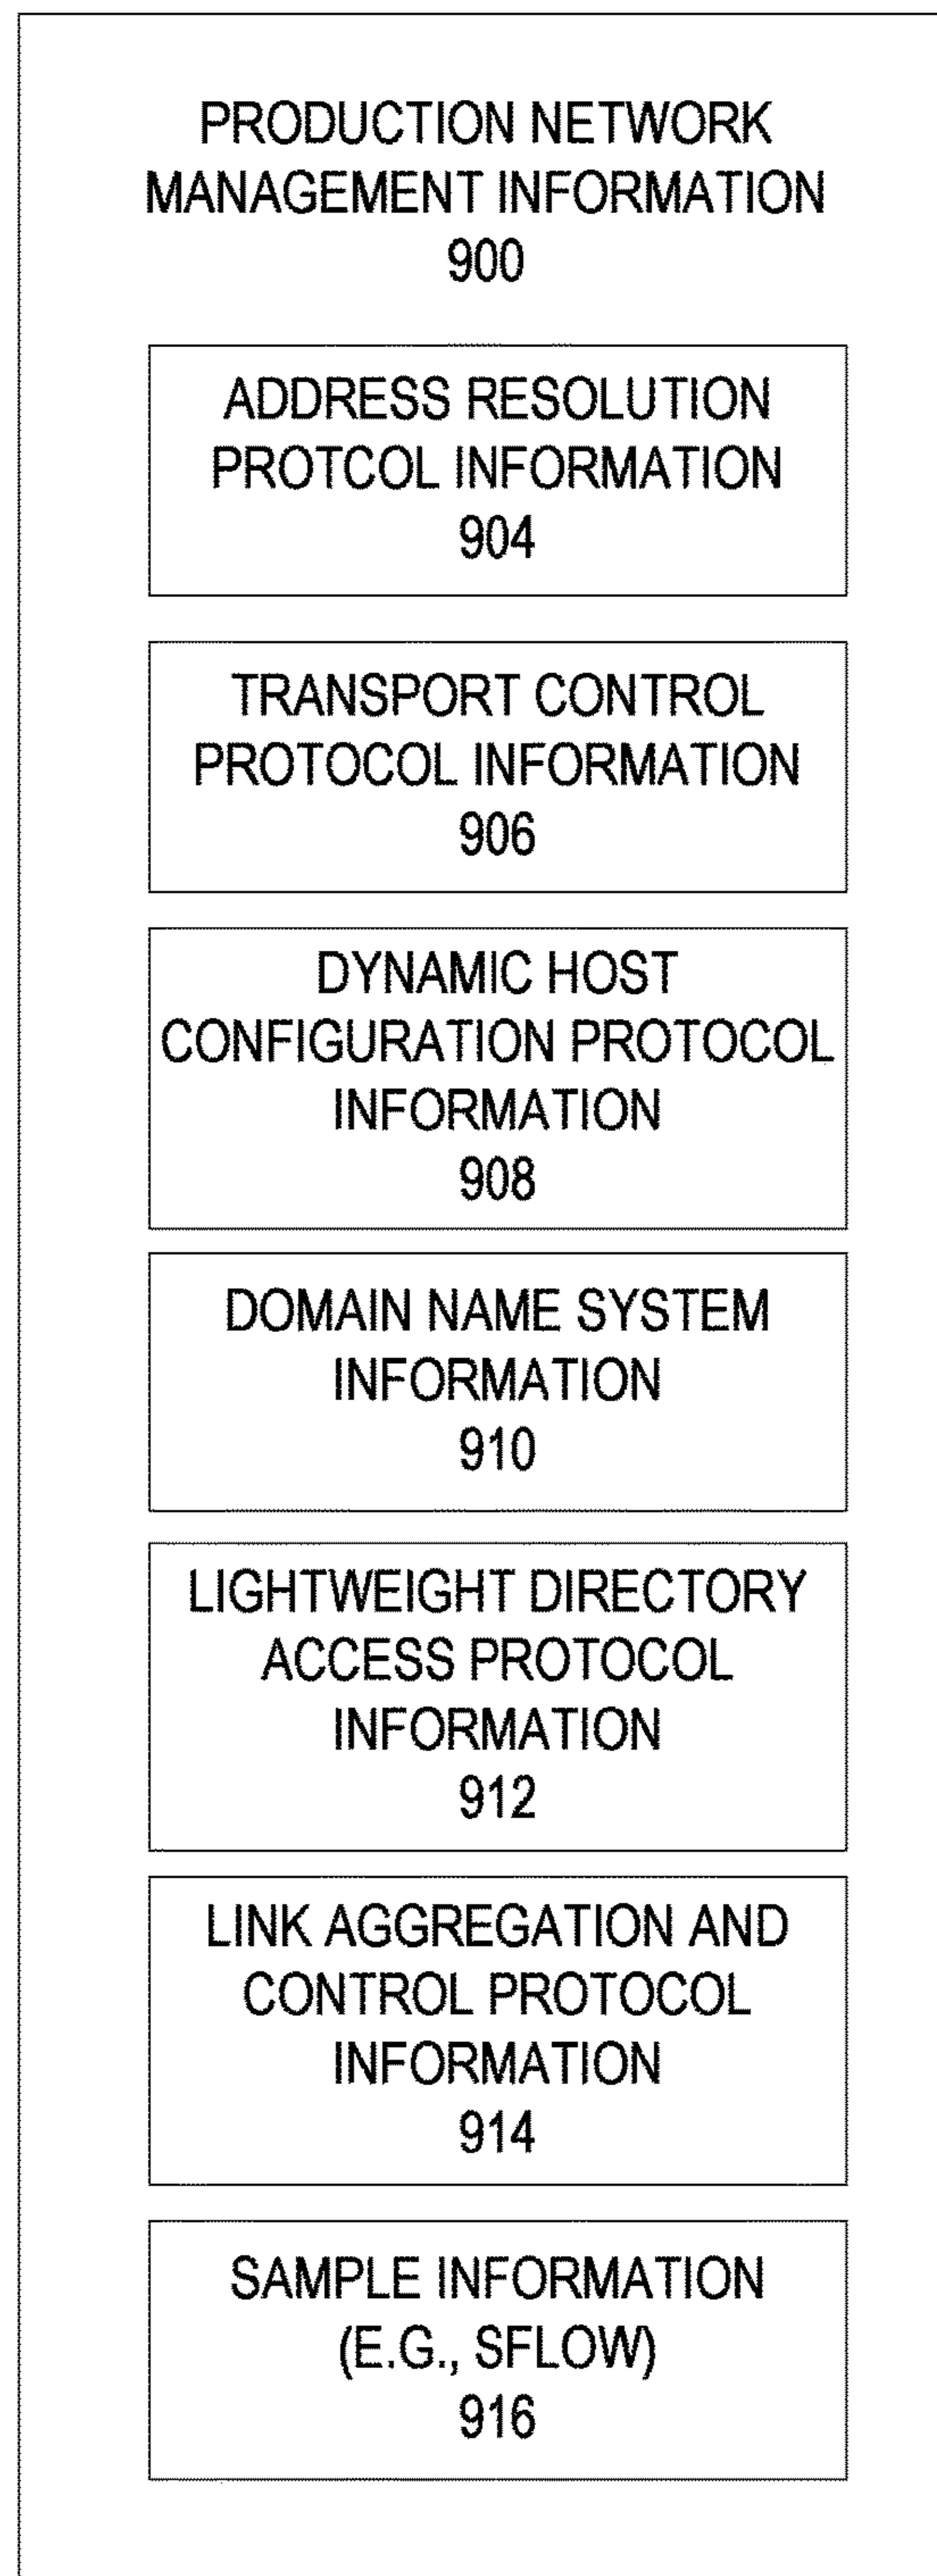 PRODUCTION NETWORK
MANAGEMENT INFORMATION
900
ADDRESS RESOLUTION
PROTCOL INFORMATION
904
TRANSPORT CONTROL
PROTOCOL INFORMATION
906
DYNAMIC HOST
CONFIGURATION PROTOCOL
INFORMATION
908
DOMAIN NAME SYSTEM
INFORMATION
910
LIGHTWEIGHT DIRECTORY
ACCESS PROTOCOL
INFORMATION
912
LINK AGGREGATION AND
CONTROL PROTOCOL
INFORMATION
914
SAMPLE INFORMATION
(E.G., SFLOW)
916